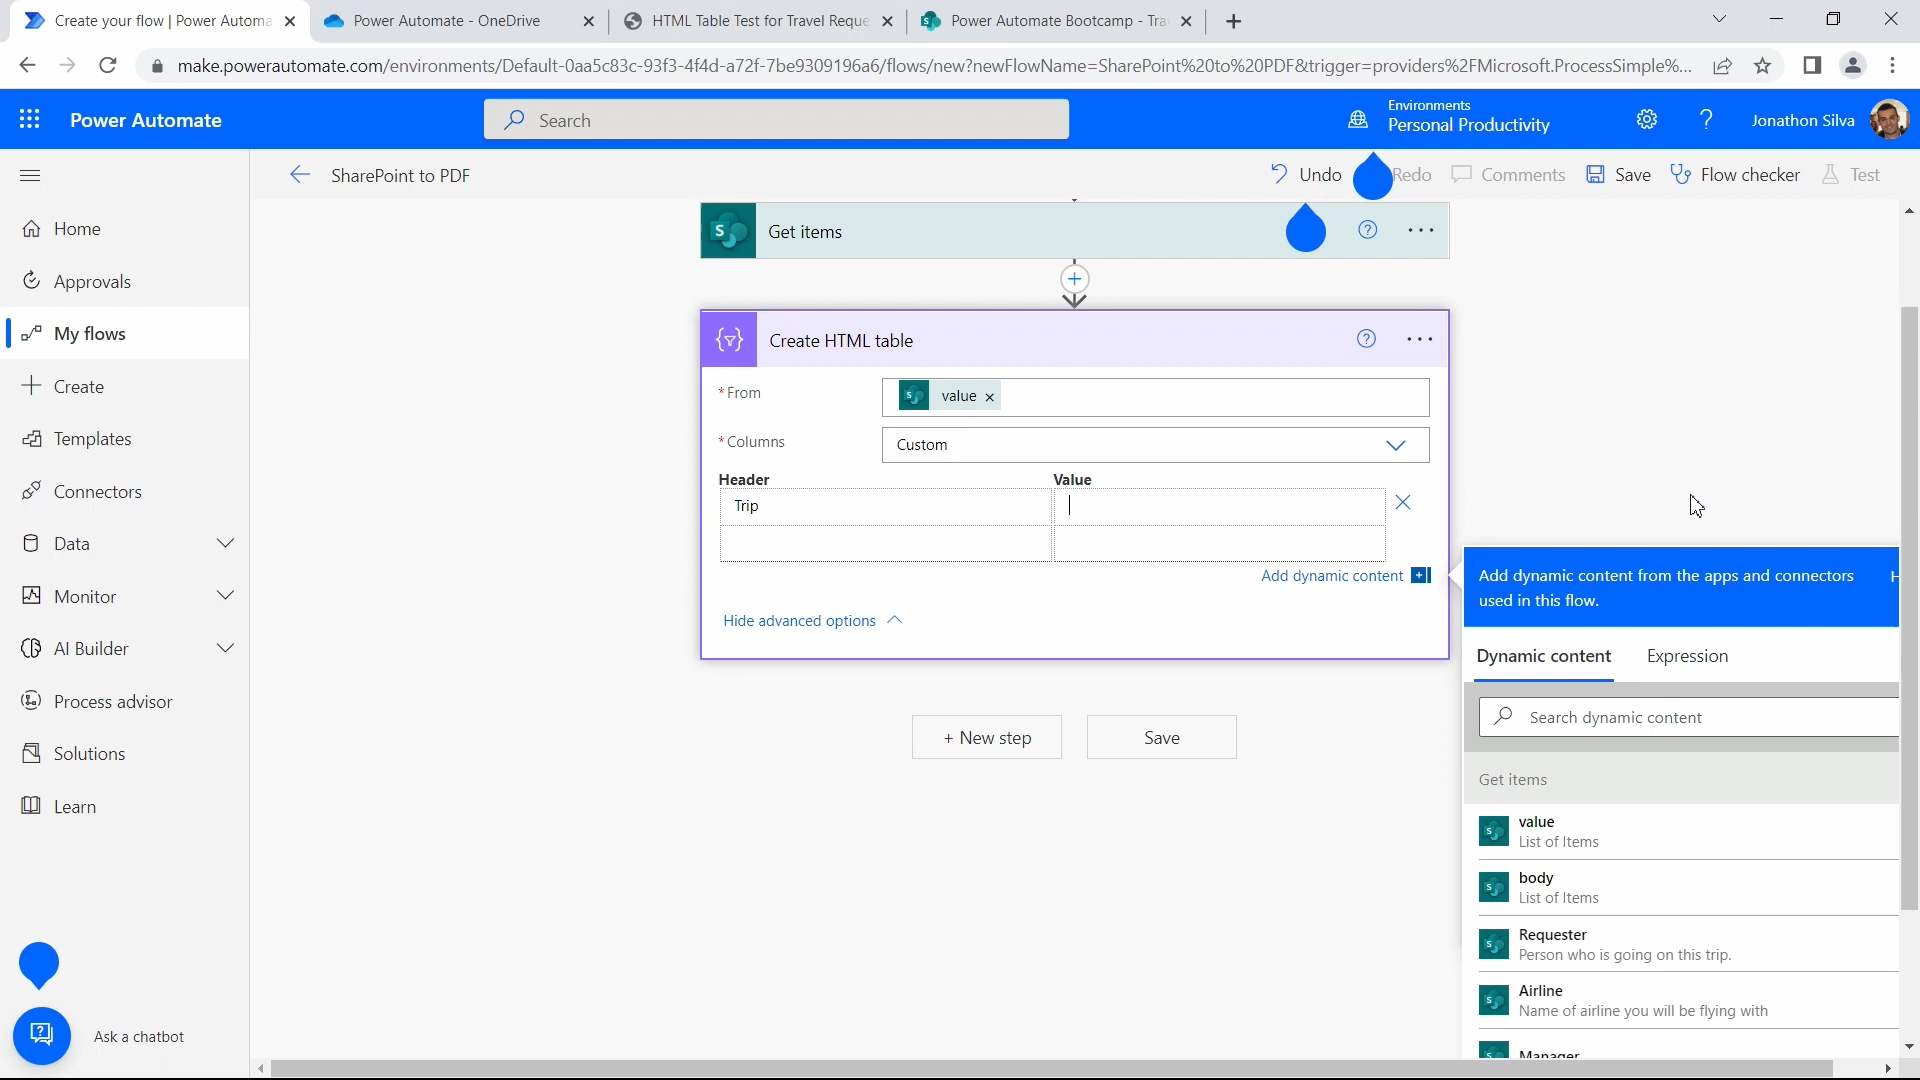 Create your flow | Power Automa
Power Automate - OneDrive
HTML Table Test for Travel Reque
Power Automate Bootcamp - Tra
make.powerautomate.com/environments/Default-0aa5c83c-93f3-4f4d-a72f-7be9309196a6/flows/new?newFlowName=SharePoint%20to%20PDF&trigger=providers%2FMicrosoft.ProcessSimple%...
Power Automate
Search
Environments
Personal Productivity
Jonathon Silva
SharePoint to PDF
Undo
Redo
Comments
Save
Flow checker
Test
Home
Approvals
My flows
Create
Templates
Connectors
Data
Monitor
AI Builder
Process advisor
Solutions
Learn
Ask a chatbot
Get items
Create HTML table
* From
value
* Columns
Custom
Header
Value
Trip
Add dynamic content
Hide advanced options
+ New step
Save
Add dynamic content from the apps and connectors
used in this flow.
Dynamic content
Expression
Search dynamic content
Get items
value
List of Items
body
List of Items
Requester
Person who is going on this trip.
Airline
Name of airline you will be flying with
Manager